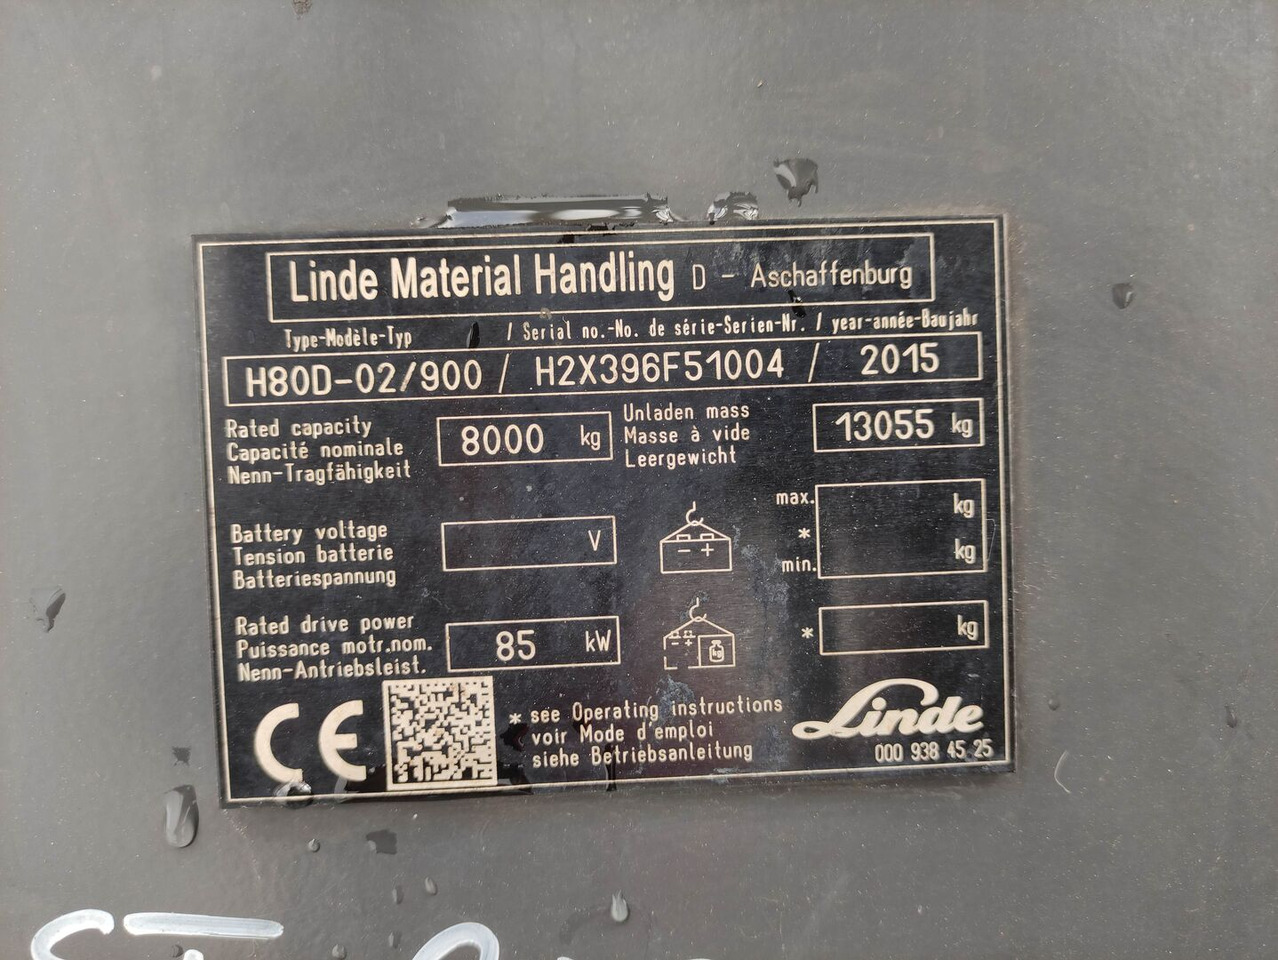 Linde Material Handling D - Aschaffenburg
Type-Modèle-Typ / Serial no.-No. de série-Serien-Nr. / year-année-Baujahr
H80D-02/900 / H2X396F51004 / 2015
Rated capacity
Capacité nominale
Nenn-Tragfähigkeit
8000 kg
Unladen mass
Masse à vide
Leergewicht
13055 kg
Battery voltage
Tension batterie
Batteriespannung
V
- +
max. kg
*
min. kg
Rated drive power
Puissance motr.nom.
Nenn-Antriebsleist.
85 kW
- + kg
* kg
CE
* see Operating instructions
voir Mode d'emploi
siehe Betriebsanleitung
Linde
000 938 45 25